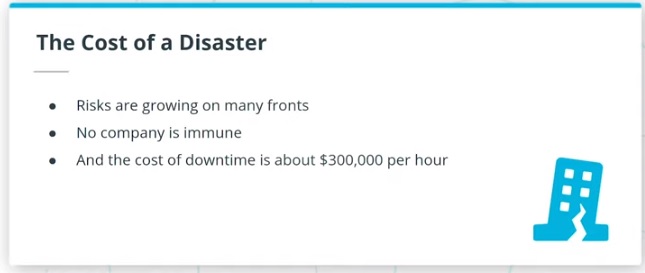 The Cost of a Disaster
● Risks are growing on many fronts
● No company is immune
● And the cost of downtime is about $300,000 per hour